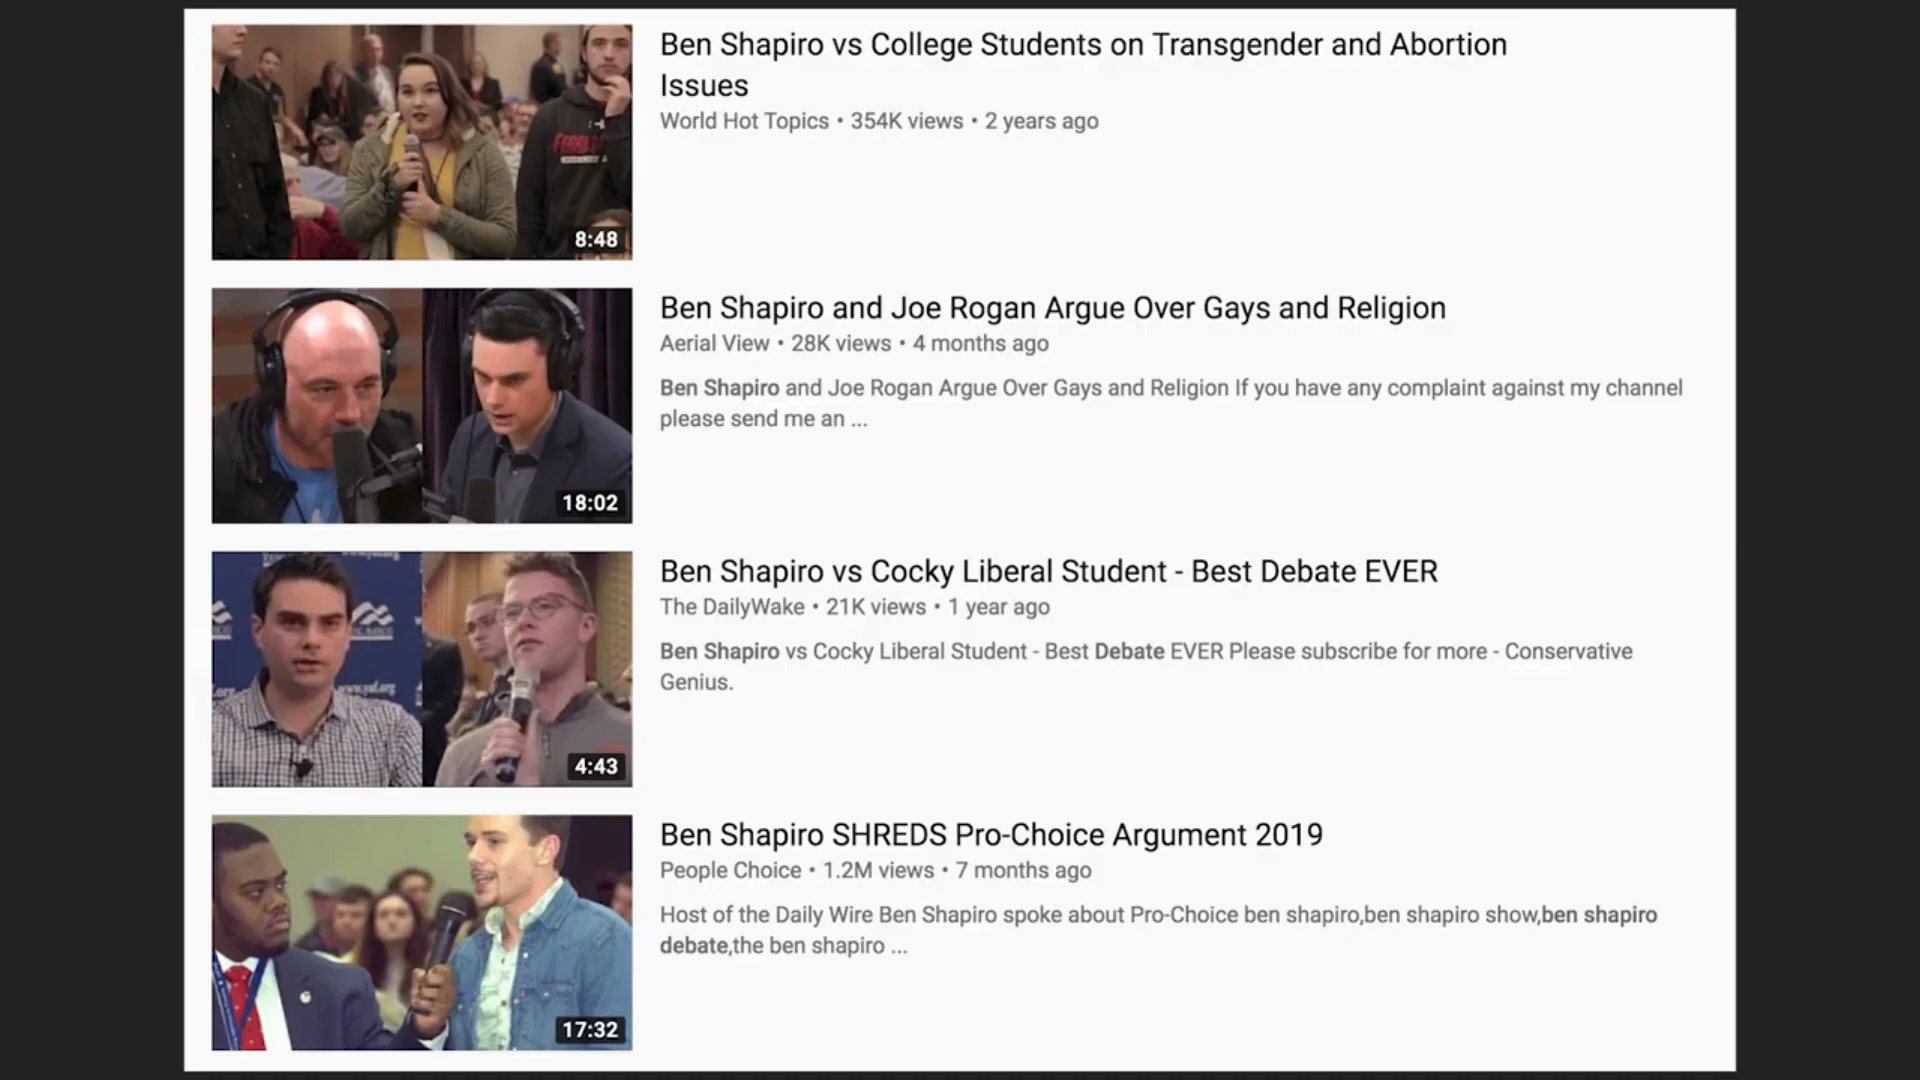 Ben Shapiro vs College Students on Transgender and Abortion
Issues
World Hot Topics • 354K views • 2 years ago
8:48
Ben Shapiro and Joe Rogan Argue Over Gays and Religion
Aerial View • 28K views • 4 months ago
Ben Shapiro and Joe Rogan Argue Over Gays and Religion If you have any complaint against my channel
please send me an ...
18:02
Ben Shapiro vs Cocky Liberal Student - Best Debate EVER
The DailyWake • 21K views • 1 year ago
Ben Shapiro vs Cocky Liberal Student - Best Debate EVER Please subscribe for more - Conservative
Genius.
www.yaf.org
4:43
Ben Shapiro SHREDS Pro-Choice Argument 2019
People Choice • 1.2M views • 7 months ago
Host of the Daily Wire Ben Shapiro spoke about Pro-Choice ben shapiro,ben shapiro show,ben shapiro
debate,the ben shapiro ...
17:32